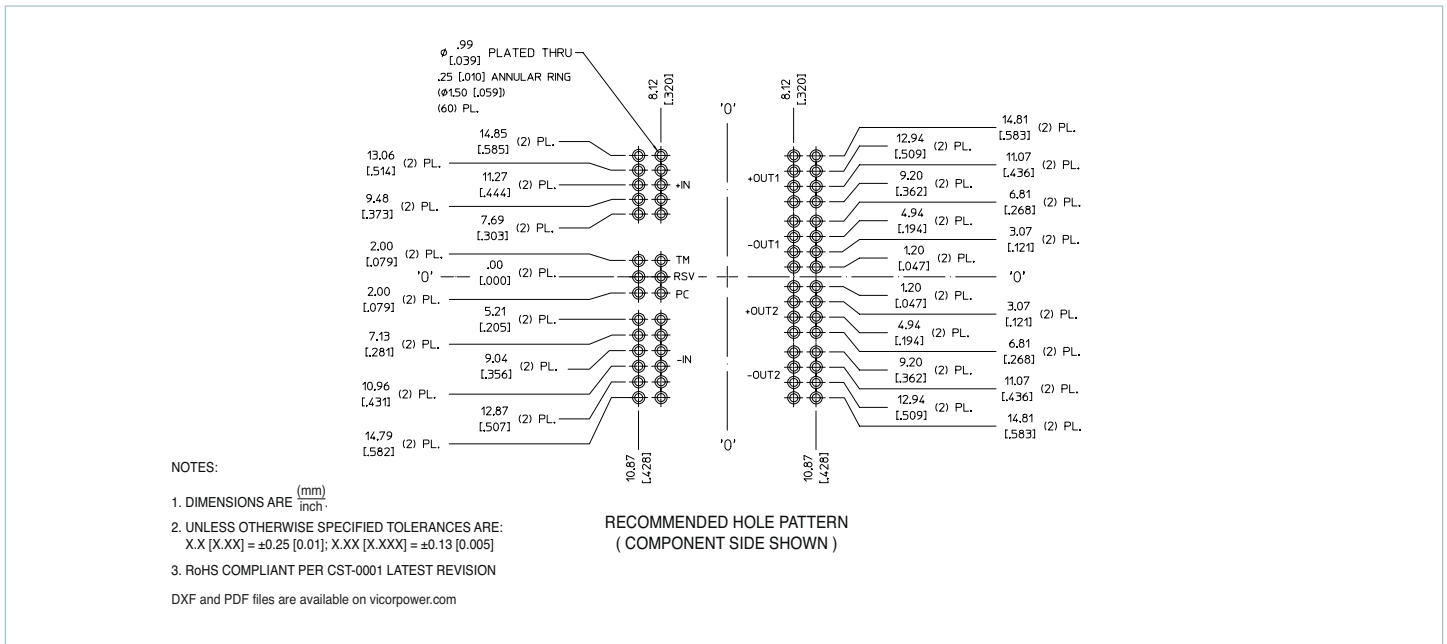 ø .99 PLATED THRU
[.039]
.25 [.010] ANNULAR RING
(ø1.50 [.059])
(60) PL.
8.12
[.320]
'0'
8.12
[.320]
14.85
[.585] (2) PL.
13.06
[.514] (2) PL.
11.27
[.444] (2) PL.
9.48
[.373] (2) PL.
7.69
[.303] (2) PL.
2.00
[.079] (2) PL.
'0'
.00
[.000] (2) PL.
2.00
[.079] (2) PL.
5.21
[.205] (2) PL.
7.13
[.281] (2) PL.
9.04
[.356] (2) PL.
10.96
[.431] (2) PL.
12.87
[.507] (2) PL.
14.79
[.582] (2) PL.
+IN
TM
RSV
PC
-IN
+OUT1
-OUT1
+OUT2
-OUT2
14.81
[.583] (2) PL.
12.94
[.509] (2) PL.
11.07
[.436] (2) PL.
9.20
[.362] (2) PL.
6.81
[.268] (2) PL.
4.94
[.194] (2) PL.
3.07
[.121] (2) PL.
1.20
[.047] (2) PL.
'0'
1.20
[.047] (2) PL.
3.07
[.121] (2) PL.
4.94
[.194] (2) PL.
6.81
[.268] (2) PL.
9.20
[.362] (2) PL.
11.07
[.436] (2) PL.
12.94
[.509] (2) PL.
14.81
[.583] (2) PL.
10.87
[.428]
'0'
10.87
[.428]
RECOMMENDED HOLE PATTERN
( COMPONENT SIDE SHOWN )
NOTES:
1. DIMENSIONS ARE (mm)
inch.
2. UNLESS OTHERWISE SPECIFIED TOLERANCES ARE:
X.X [X.XX] = ±0.25 [0.01]; X.XX [X.XXX] = ±0.13 [0.005]
3. RoHS COMPLIANT PER CST-0001 LATEST REVISION
DXF and PDF files are available on vicorpower.com